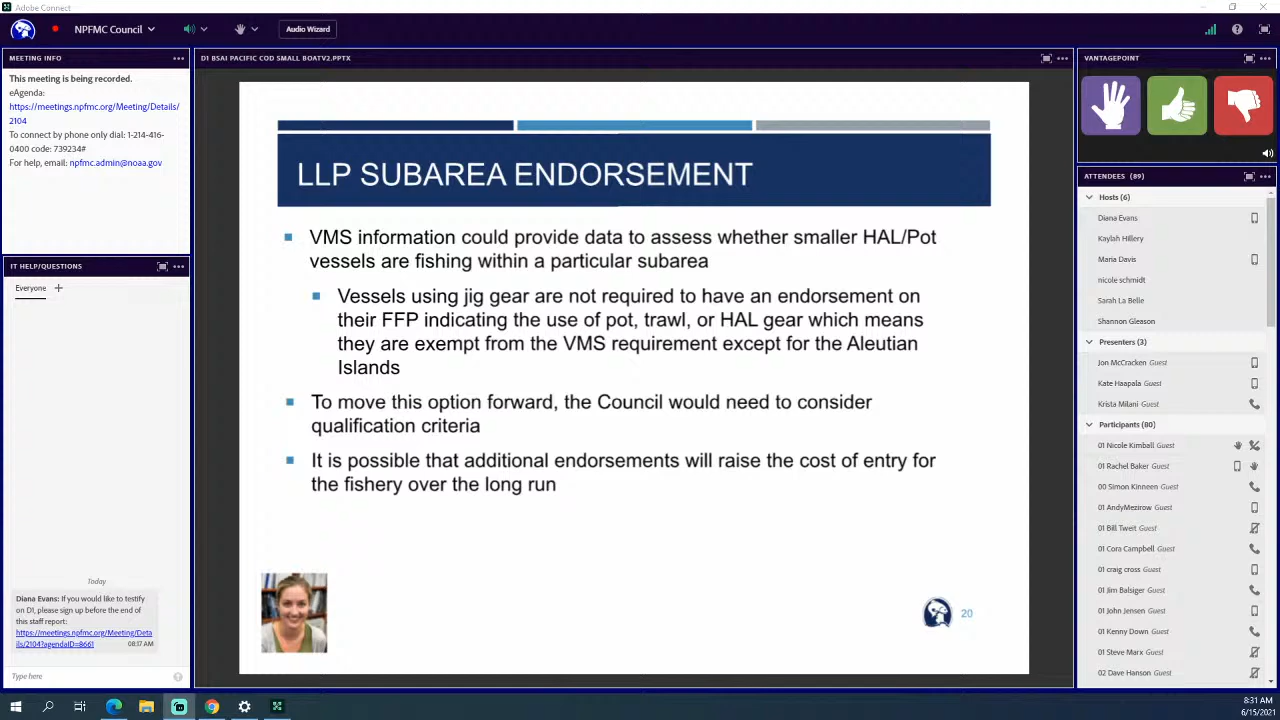 Adobe Connect
NPFMC Council
Audio Wizard
MEETING INFO
This meeting is being recorded.
eAgenda:
https://meetings.npfmc.org/Meeting/Details/
2104
To connect by phone only dial: 1-214-416-
0400 code: 739234#
For help, email: npfmc.admin@noaa.gov
IT HELP/QUESTIONS
Everyone
Today
Diana Evans: If you would like to testify
on D1, please sign up before the end of
this staff report:
https://meetings.npfmc.org/Meeting/Deta
ils/2104?agendaID=8661
08:17 AM
Type here
D1 BSAI PACIFIC COD SMALL BOATV2.PPTX
LLP SUBAREA ENDORSEMENT
VMS information could provide data to assess whether smaller HAL/Pot
vessels are fishing within a particular subarea
Vessels using jig gear are not required to have an endorsement on
their FFP indicating the use of pot, trawl, or HAL gear which means
they are exempt from the VMS requirement except for the Aleutian
Islands
To move this option forward, the Council would need to consider
qualification criteria
It is possible that additional endorsements will raise the cost of entry for
the fishery over the long run
20
VANTAGEPOINT
ATTENDEES (89)
Hosts (6)
Diana Evans
Kaylah Hillery
Maria Davis
nicole schmidt
Sarah La Belle
Shannon Gleason
Presenters (3)
Jon McCracken Guest
Kate Haapala Guest
Krista Milani Guest
Participants (80)
01 Nicole Kimball Guest
01 Rachel Baker Guest
00 Simon Kinneen Guest
01 AndyMezirow Guest
01 Bill Tweit Guest
01 Cora Campbell Guest
01 craig cross Guest
01 Jim Balsiger Guest
01 John Jensen Guest
01 Kenny Down Guest
01 Steve Marx Guest
02 Dave Hanson Guest
8:31 AM
6/15/2021